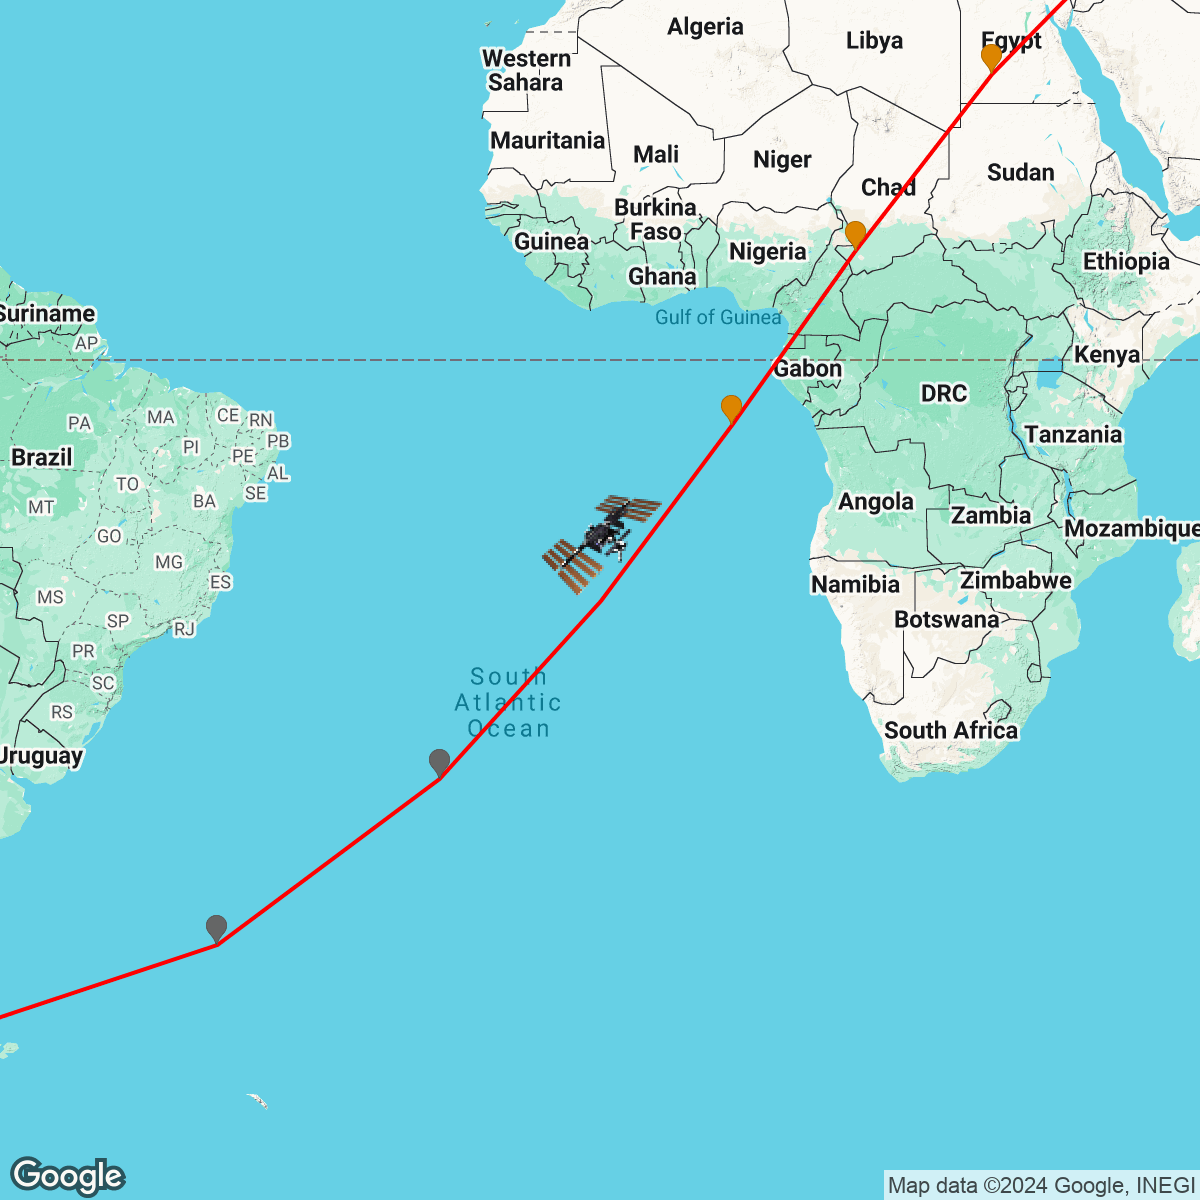 Algeria
Libya
Egypt
Western
Sahara
Mauritania
Mali
Niger
Chad
Sudan
Burkina
Faso
Guinea
Nigeria
Ghana
Ethiopia
Suriname
Gulf of Guinea
AP
Kenya
Gabon
DRC
PA
MA
CE
RN
PB
PI
PE
AL
Brazil
TO
SE
BA
MT
Tanzania
Angola
Zambia
Mozambique
GO
MG
ES
MS
SP
RJ
PR
SC
RS
Uruguay
Namibia
Zimbabwe
Botswana
South Africa
South
Atlantic
Ocean
Google
Map data ©2024 Google, INEGI